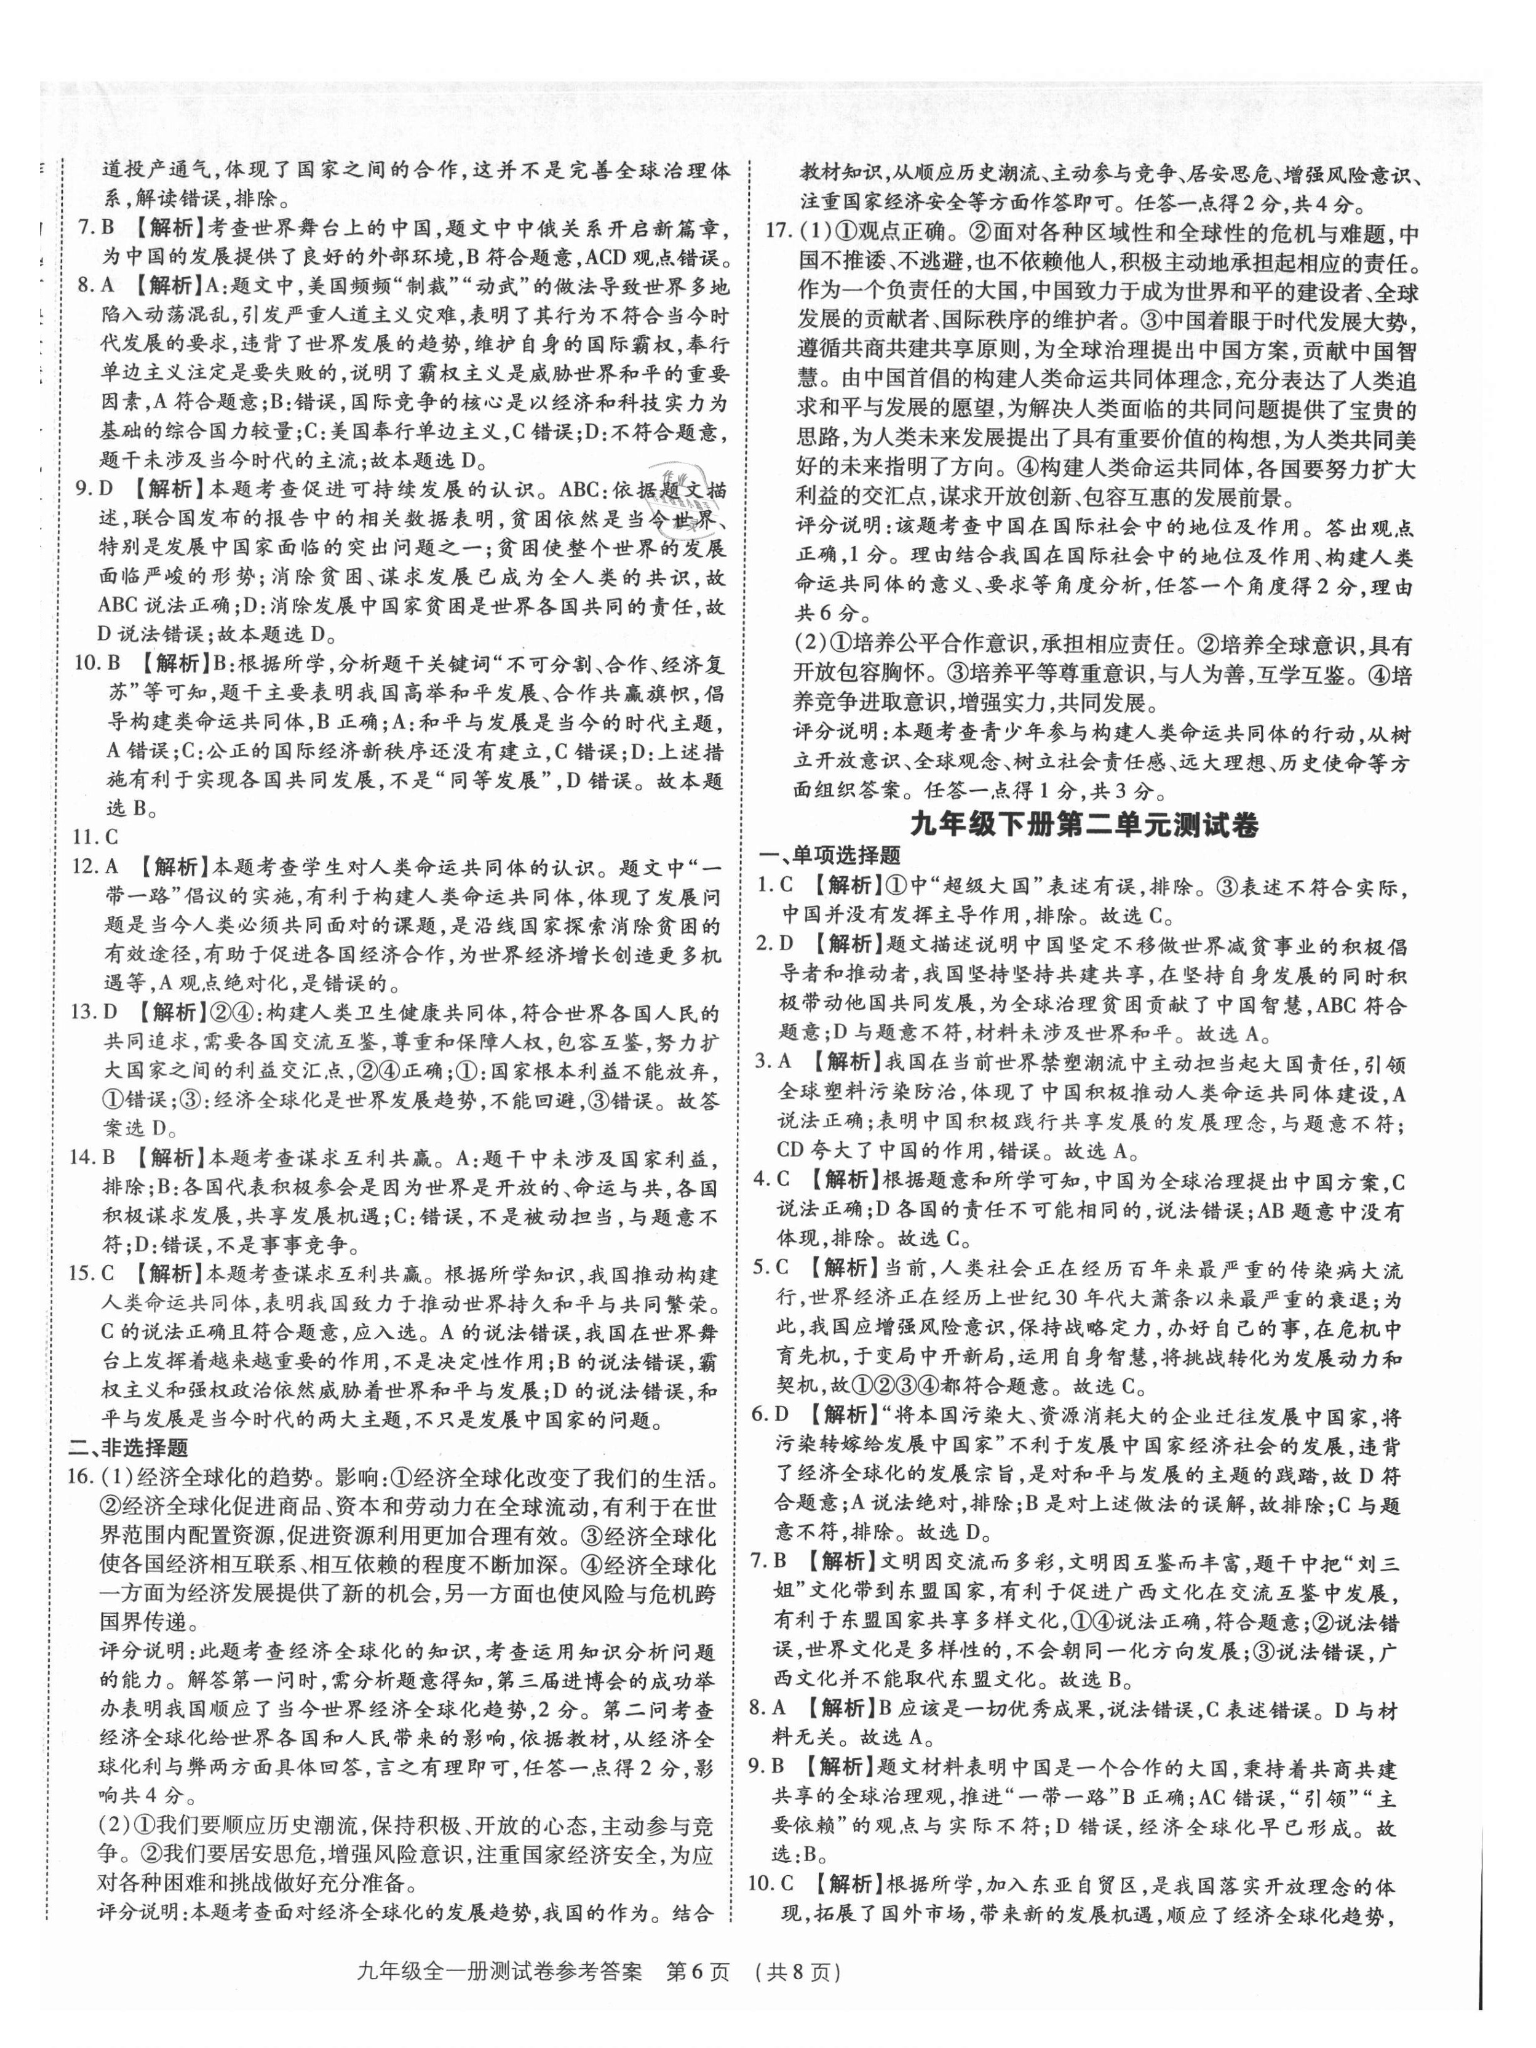 道投产通气,体现了国家之间的合作,这并不是完善全球治理体
系,解读错误,排除。
7. B 【解析】考查世界舞台上的中国,题文中中俄关系开启新篇章,
为中国的发展提供了良好的外部环境,B 符合题意,ACD 观点错误。
8. A 【解析】A:题文中,美国频频“制裁”“动武”的做法导致世界多地
陷入动荡混乱,引发严重人道主义灾难,表明了其行为不符合当今时
代发展的要求,违背了世界发展的趋势,维护自身的国际霸权,奉行
单边主义注定是要失败的,说明了霸权主义是威胁世界和平的重要
因素,A 符合题意;B:错误,国际竞争的核心是以经济和科技实力为
基础的综合国力较量;C:美国奉行单边主义,C 错误;D:不符合题意,
题干未涉及当今时代的主流;故本题选 D。
9. D 【解析】本题考查促进可持续发展的认识。ABC:依据题文描
述,联合国发布的报告中的相关数据表明,贫困依然是当今世界、
特别是发展中国家面临的突出问题之一;贫困使整个世界的发展
面临严峻的形势;消除贫困、谋求发展已成为全人类的共识,故
ABC 说法正确;D:消除发展中国家贫困是世界各国共同的责任,故
D 说法错误;故本题选 D。
10. B 【解析】B:根据所学,分析题干关键词“不可分割、合作、经济复
苏”等可知,题干主要表明我国高举和平发展、合作共赢旗帜,倡
导构建类命运共同体,B 正确;A:和平与发展是当今的时代主题,
A 错误;C:公正的国际经济新秩序还没有建立,C 错误;D:上述措
施有利于实现各国共同发展,不是“同等发展”,D 错误。故本题
选 B。
11. C
12. A 【解析】本题考查学生对人类命运共同体的认识。题文中“一
带一路”倡议的实施,有利于构建人类命运共同体,体现了发展问
题是当今人类必须共同面对的课题,是沿线国家探索消除贫困的
有效途径,有助于促进各国经济合作,为世界经济增长创造更多机
遇等,A 观点绝对化,是错误的。
13. D 【解析】②④:构建人类卫生健康共同体,符合世界各国人民的
共同追求,需要各国交流互鉴,尊重和保障人权,包容互鉴,努力扩
大国家之间的利益交汇点,②④正确;①:国家根本利益不能放弃,
①错误;③:经济全球化是世界发展趋势,不能回避,③错误。故答
案选 D。
14. B 【解析】本题考查谋求互利共赢。A:题干中未涉及国家利益,
排除;B:各国代表积极参会是因为世界是开放的、命运与共,各国
积极谋求发展,共享发展机遇;C:错误,不是被动担当,与题意不
符;D:错误,不是事事竞争。
15. C 【解析】本题考查谋求互利共赢。根据所学知识,我国推动构建
人类命运共同体,表明我国致力于推动世界持久和平与共同繁荣。
C 的说法正确且符合题意,应入选。A 的说法错误,我国在世界舞
台上发挥着越来越重要的作用,不是决定性作用;B 的说法错误,霸
权主义和强权政治依然威胁着世界和平与发展;D 的说法错误,和
平与发展是当今时代的两大主题,不只是发展中国家的问题。
二、非选择题
16. (1)经济全球化的趋势。影响:①经济全球化改变了我们的生活。
②经济全球化促进商品、资本和劳动力在全球流动,有利于在世
界范围内配置资源,促进资源利用更加合理有效。③经济全球化
使各国经济相互联系、相互依赖的程度不断加深。④经济全球化
一方面为经济发展提供了新的机会,另一方面也使风险与危机跨
国界传递。
评分说明:此题考查经济全球化的知识,考查运用知识分析问题
的能力。解答第一问时,需分析题意得知,第三届进博会的成功举
办表明我国顺应了当今世界经济全球化趋势,2 分。第二问考查
经济全球化给世界各国和人民带来的影响,依据教材,从经济全
球化利与弊两方面具体回答,言之有理即可,任答一点得 2 分,影
响共 4 分。
(2)①我们要顺应历史潮流,保持积极、开放的心态,主动参与竞
争。②我们要居安思危,增强风险意识,注重国家经济安全,为应
对各种困难和挑战做好充分准备。
评分说明:本题考查面对经济全球化的发展趋势,我国的作为。结合
教材知识,从顺应历史潮流、主动参与竞争、居安思危、增强风险意识、
注重国家经济安全等方面作答即可。任答一点得 2 分,共 4 分。
17. (1)①观点正确。②面对各种区域性和全球性的危机与难题,中
国不推诿、不逃避,也不依赖他人,积极主动地承担起相应的责任。
作为一个负责任的大国,中国致力于成为世界和平的建设者、全球
发展的贡献者、国际秩序的维护者。③中国着眼于时代发展大势,
遵循共商共建共享原则,为全球治理提出中国方案,贡献中国智
慧。由中国首倡的构建人类命运共同体理念,充分表达了人类追
求和平与发展的愿望,为解决人类面临的共同问题提供了宝贵的
思路,为人类未来发展提出了具有重要价值的构想,为人类共同美
好的未来指明了方向。④构建人类命运共同体,各国要努力扩大
利益的交汇点,谋求开放创新、包容互惠的发展前景。
评分说明:该题考查中国在国际社会中的地位及作用。答出观点
正确,1 分。理由结合我国在国际社会中的地位及作用、构建人类
命运共同体的意义、要求等角度分析,任答一个角度得 2 分,理由
共 6 分。
(2)①培养公平合作意识,承担相应责任。②培养全球意识,具有
开放包容胸怀。③培养平等尊重意识,与人为善,互学互鉴。④培
养竞争进取意识,增强实力,共同发展。
评分说明:本题考查青少年参与构建人类命运共同体的行动,从树
立开放意识、全球观念、树立社会责任感、远大理想、历史使命等方
面组织答案。任答一点得 1 分,共 3 分。
九年级下册第二单元测试卷
一、单项选择题
1. C 【解析】①中“超级大国”表述有误,排除。③表述不符合实际,
中国并没有发挥主导作用,排除。故选 C。
2. D 【解析】题文描述说明中国坚定不移做世界减贫事业的积极倡
导者和推动者,我国坚持坚持共建共享,在坚持自身发展的同时积
极带动他国共同发展,为全球治理贫困贡献了中国智慧,ABC 符合
题意;D 与题意不符,材料未涉及世界和平。故选 A。
3. A 【解析】我国在当前世界禁塑潮流中主动担当起大国责任,引领
全球塑料污染防治,体现了中国积极推动人类命运共同体建设,A
说法正确;表明中国积极践行共享发展的发展理念,与题意不符;
CD 夸大了中国的作用,错误。故选 A。
4. C 【解析】根据题意和所学可知,中国为全球治理提出中国方案,C
说法正确;D 各国的责任不可能相同的,说法错误;AB 题意中没有
体现,排除。故选 C。
5. C 【解析】当前,人类社会正在经历百年来最严重的传染病大流
行,世界经济正在经历上世纪 30 年代大萧条以来最严重的衰退;为
此,我国应增强风险意识,保持战略定力,办好自己的事,在危机中
育先机,于变局中开新局,运用自身智慧,将挑战转化为发展动力和
契机,故①②③④都符合题意。故选 C。
6. D 【解析】“将本国污染大、资源消耗大的企业迁往发展中国家,将
污染转嫁给发展中国家”不利于发展中国家经济社会的发展,违背
了经济全球化的发展宗旨,是对和平与发展的主题的践踏,故 D 符
合题意;A 说法绝对,排除;B 是对上述做法的误解,故排除;C 与题
意不符,排除。故选 D。
7. B 【解析】文明因交流而多彩,文明因互鉴而丰富,题干中把“刘三
姐”文化带到东盟国家,有利于促进广西文化在交流互鉴中发展,
有利于东盟国家共享多样文化,①④说法正确,符合题意;②说法错
误,世界文化是多样性的,不会朝同一化方向发展;③说法错误,广
西文化并不能取代东盟文化。故选 B。
8. A 【解析】B 应该是一切优秀成果,说法错误,C 表述错误。D 与材
料无关。故选 A。
9. B 【解析】题文材料表明中国是一个合作的大国,秉持着共商共建
共享的全球治理观,推进“一带一路”B 正确;AC 错误,“引领”“主
要依赖”的观点与实际不符;D 错误,经济全球化早已形成。故
选:B。
10. C 【解析】根据所学,加入东亚自贸区,是我国落实开放理念的体
现,拓展了国外市场,带来新的发展机遇,顺应了经济全球化趋势,
九年级全一册测试卷参考答案 第 6 页 (共 8 页)